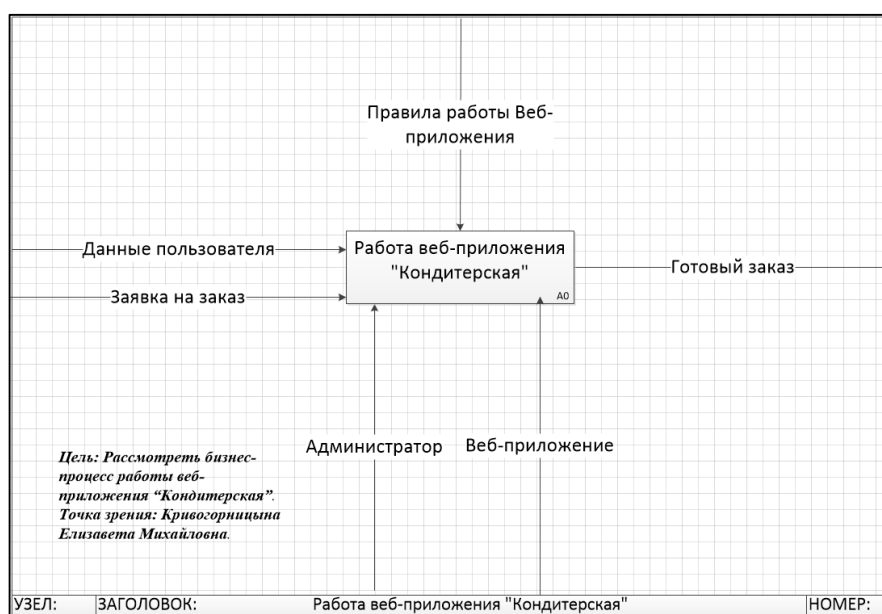 Правила работы Веб-
приложения
Данные пользователя
Работа веб-приложения
"Кондитерская"
Готовый заказ
Заявка на заказ
A0
Администратор
Веб-приложение
Цель: Рассмотреть бизнес-
процесс работы веб-
приложения “Кондитерская”.
Точка зрения: Кривогорницына
Елизавета Михайловна.
УЗЕЛ: ЗАГОЛОВОК: Работа веб-приложения "Кондитерская" НОМЕР: